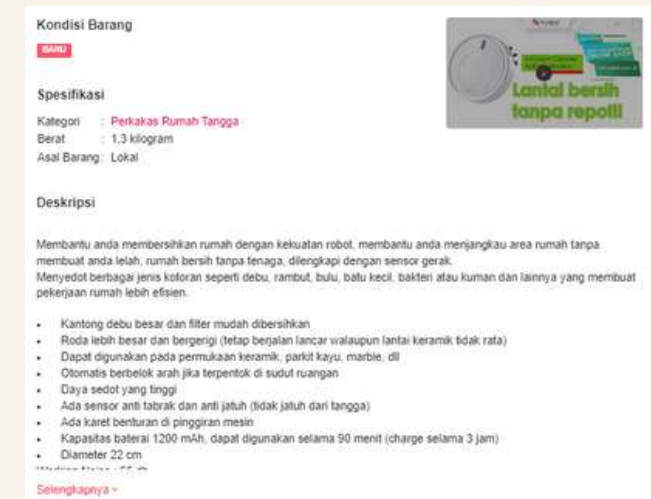 Kondisi Barang
BARU
Lantai bersih
tanpa repot!!
Spesifikasi
Kategori : Perkakas Rumah Tangga
Berat : 1,3 kilogram
Asal Barang : Lokal
Deskripsi
Membantu anda membersihkan rumah dengan kekuatan robot, membantu anda menjangkau area rumah tanpa
membuat anda lelah, rumah bersih tanpa tenaga, dilengkapi dengan sensor gerak.
Menyedot berbagai jenis kotoran seperti debu, rambut, bulu, batu kecil, bakteri atau kuman dan lainnya yang membuat
pekerjaan rumah lebih efisien.
• Kantong debu besar dan filter mudah dibersihkan
• Roda lebih besar dan bergerigi (tetap berjalan lancar walaupun lantai keramik tidak rata)
• Dapat digunakan pada permukaan keramik, parkit kayu, marble, dll
• Otomatis berbelok arah jika terpentok di sudut ruangan
• Daya sedot yang tinggi
• Ada sensor anti tabrak dan anti jatuh (tidak jatuh dari tangga)
• Ada karet benturan di pinggiran mesin
• Kapasitas baterai 1200 mAh, dapat digunakan selama 90 menit (charge selama 3 jam)
• Diameter 22 cm
Selengkapnya